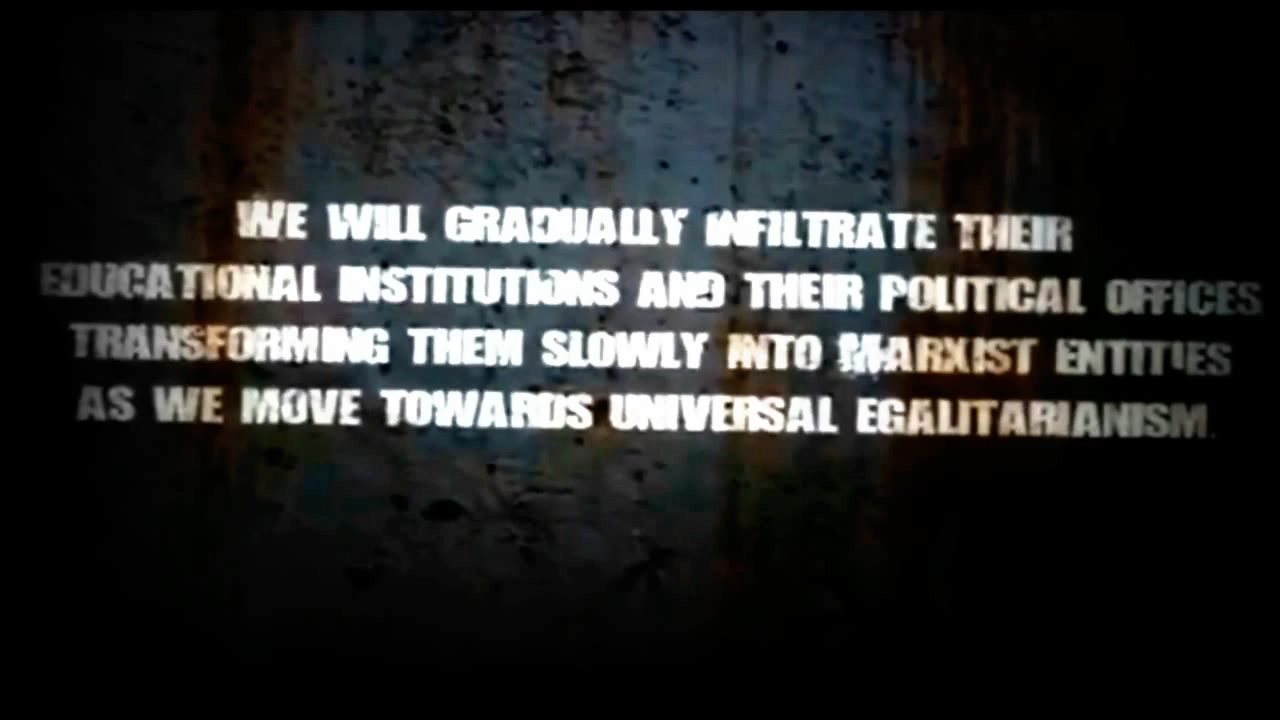 WE WILL GRADUALLY INFILTRATE THEIR
EDUCATIONAL INSTITUTIONS AND THEIR POLITICAL OFFICES
TRANSFORMING THEM SLOWLY INTO MARXIST ENTITIES
AS WE MOVE TOWARDS UNIVERSAL EGALITARIANISM.